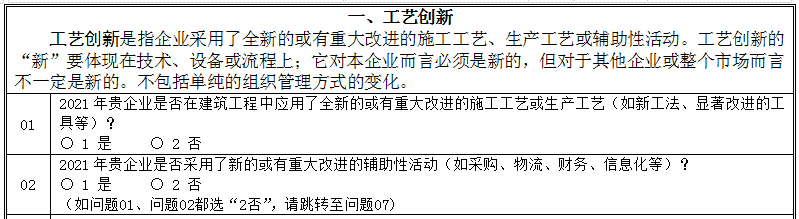 一、工艺创新
工艺创新是指企业采用了全新的或有重大改进的施工工艺、生产工艺或辅助性活动。工艺创新的
“新”要体现在技术、设备或流程上；它对本企业而言必须是新的，但对于其他企业或整个市场而言
不一定是新的。不包括单纯的组织管理方式的变化。
01
2021年贵企业是否在建筑工程中应用了全新的或有重大改进的施工工艺或生产工艺（如新工法、显著改进的工
具等）？
○ 1 是 ○ 2 否
02
2021年贵企业是否采用了新的或有重大改进的辅助性活动（如采购、物流、财务、信息化等）？
○ 1 是 ○ 2 否
（如问题01、问题02都选“2否”，请跳转至问题07）